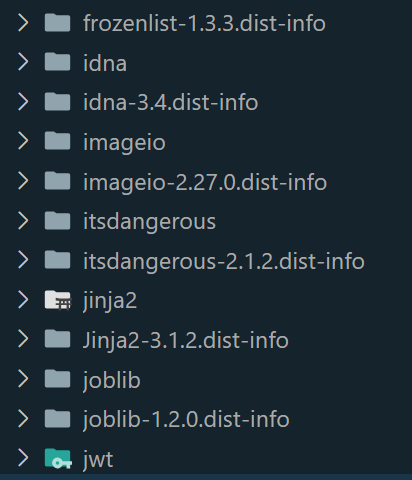 frozenlist-1.3.3.dist-info
idna
idna-3.4.dist-info
imageio
imageio-2.27.0.dist-info
itsdangerous
itsdangerous-2.1.2.dist-info
jinja2
Jinja2-3.1.2.dist-info
joblib
joblib-1.2.0.dist-info
jwt